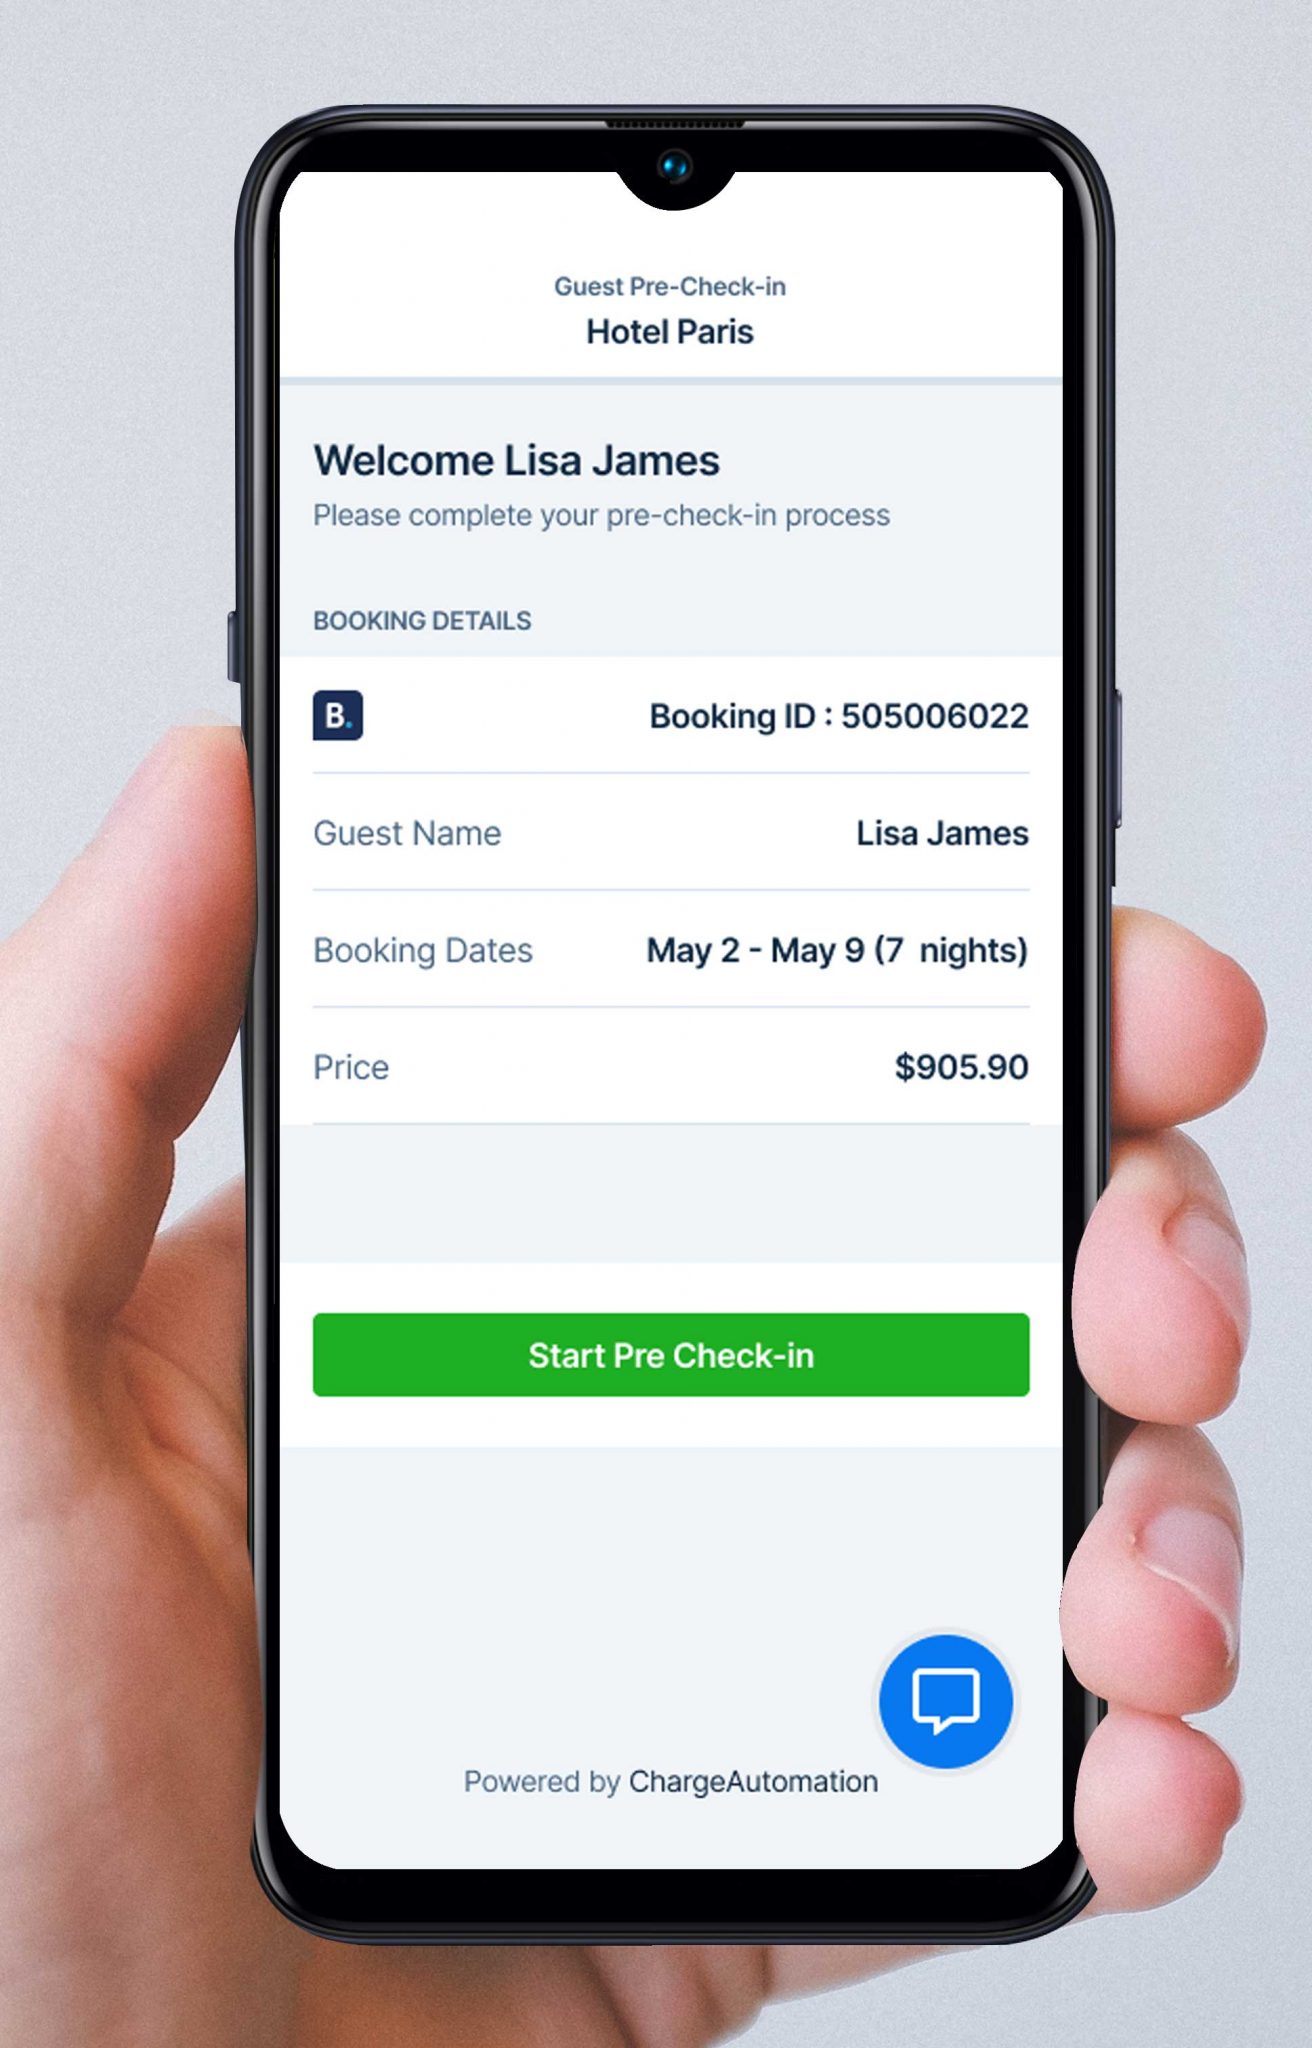 Guest Pre-Check-in
Hotel Paris
Welcome Lisa James
Please complete your pre-check-in process
BOOKING DETAILS
B.
Booking ID : 505006022
Guest Name
Lisa James
Booking Dates
May 2 - May 9 (7  nights)
Price
$905.90
Start Pre Check-in
Powered by ChargeAutomation